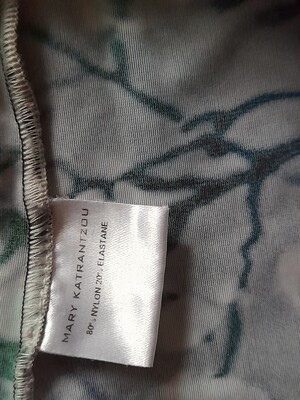 MARY KATRANTZOU
80% NYLON 20% ELASTANE